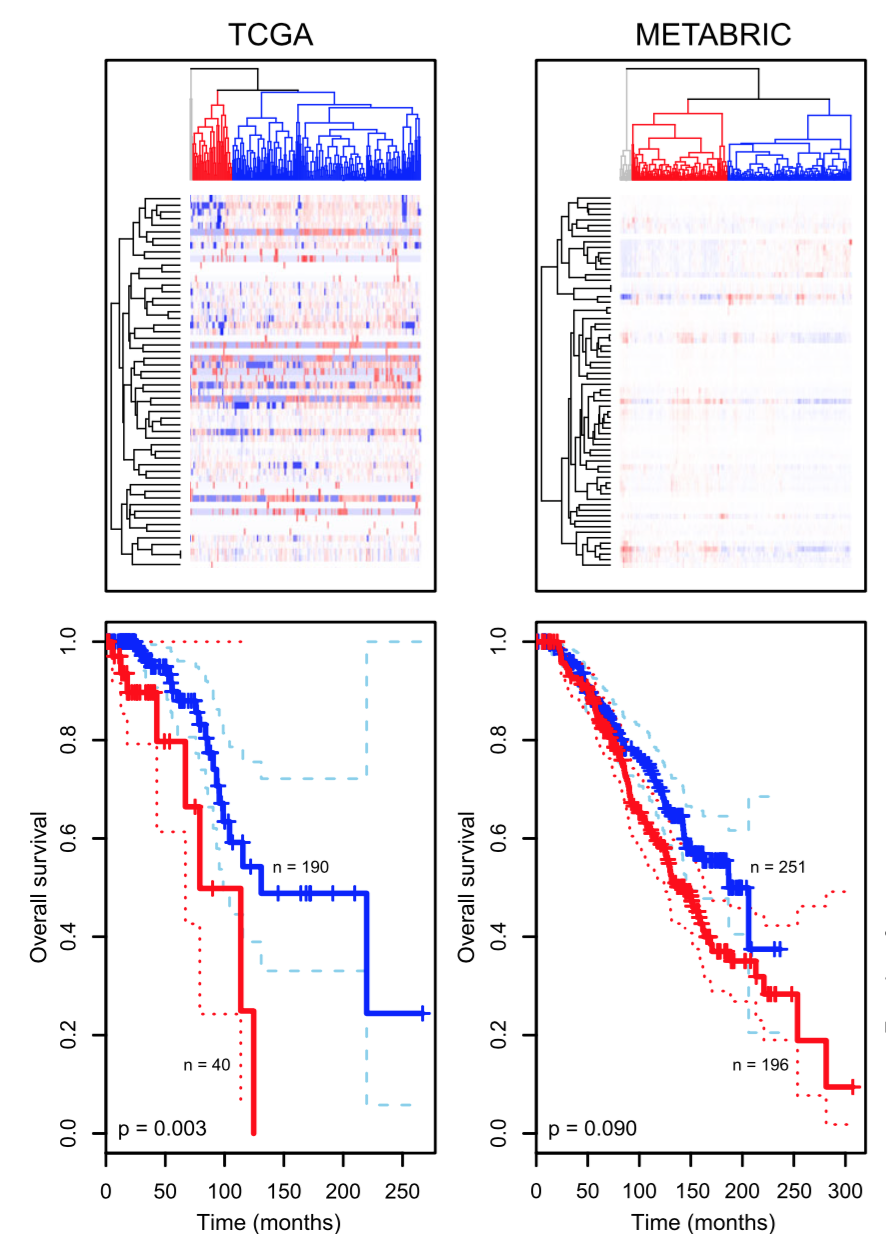 TCGA
METABRIC
Overall survival
1.0
0.8
0.6
0.4
0.2
0.0
n = 190
n = 40
p = 0.003
0 50 100 150 200 250
Time (months)
Overall survival
1.0
0.8
0.6
0.4
0.2
0.0
n = 251
n = 196
p = 0.090
0 50 100 150 200 250 300
Time (months)